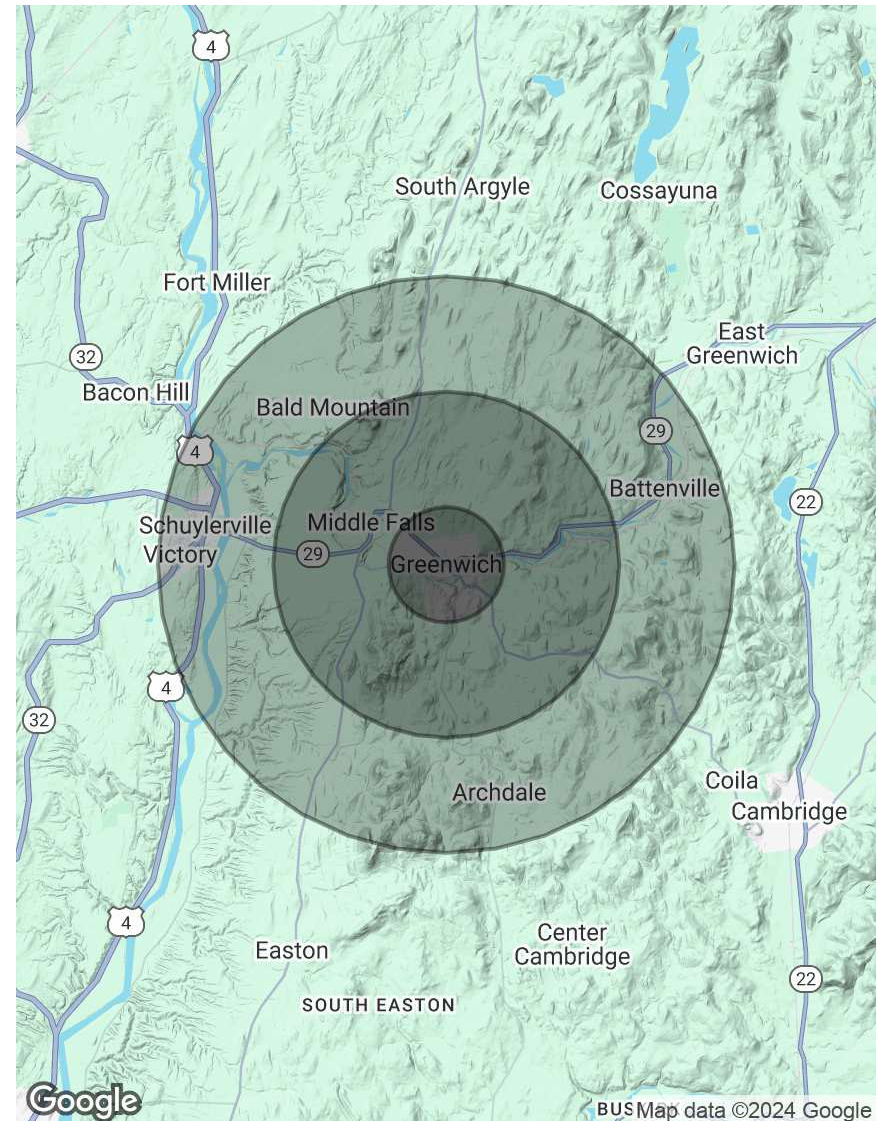 4
South Argyle
Cossayuna
Fort Miller
East
Greenwich
32
Bacon Hill
Bald Mountain
29
4
Battenville
22
Schuylerville
Middle Falls
Victory
29
Greenwich
4
32
Archdale
Coila
Cambridge
4
Easton
Center
Cambridge
22
SOUTH EASTON
Google
Map data ©2024 Google